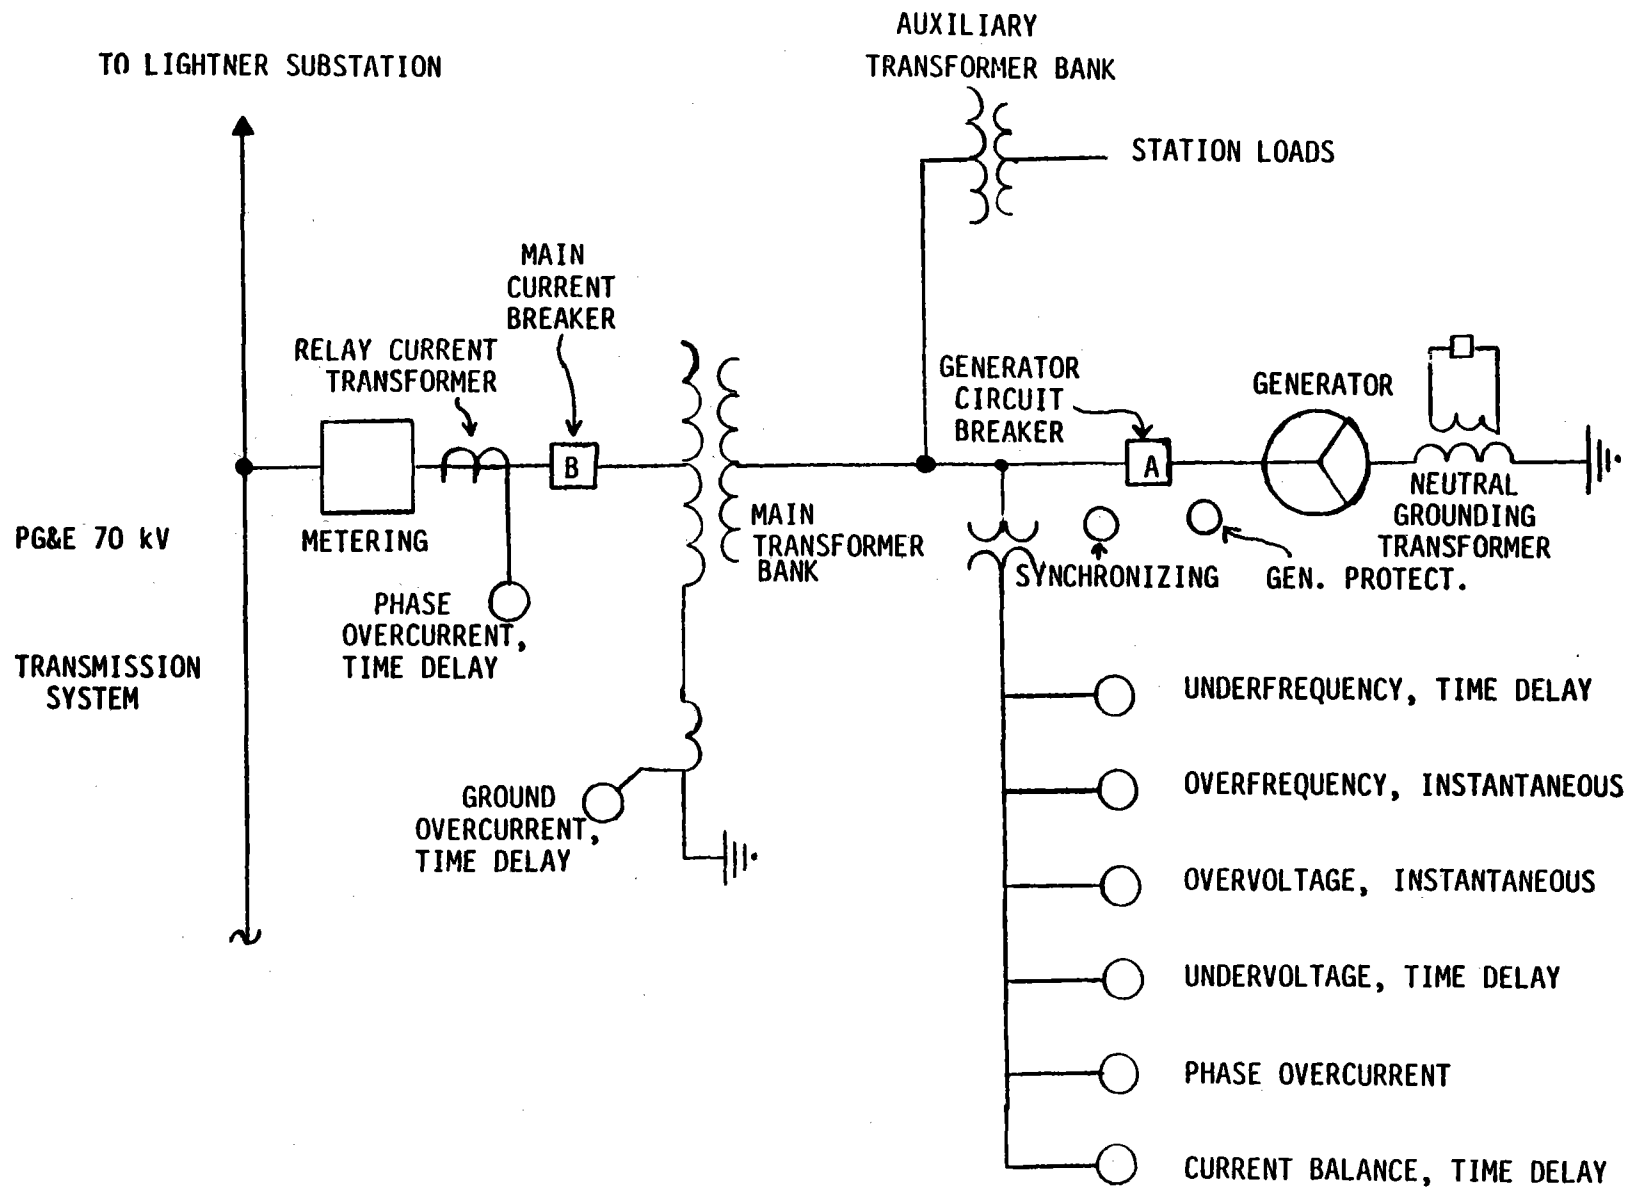 AUXILIARY
TRANSFORMER BANK
TO LIGHTNER SUBSTATION
STATION LOADS
MAIN
CURRENT
BREAKER
RELAY CURRENT
TRANSFORMER
GENERATOR
CIRCUIT
BREAKER
GENERATOR
B
A
METERING
MAIN
TRANSFORMER
BANK
NEUTRAL
GROUNDING
TRANSFORMER
PG&E 70 kV
SYNCHRONIZING
GEN. PROTECT.
PHASE
OVERCURRENT,
TIME DELAY
TRANSMISSION
SYSTEM
UNDERFREQUENCY, TIME DELAY
OVERFREQUENCY, INSTANTANEOUS
GROUND
OVERCURRENT,
TIME DELAY
OVERVOLTAGE, INSTANTANEOUS
UNDERVOLTAGE, TIME DELAY
PHASE OVERCURRENT
CURRENT BALANCE, TIME DELAY